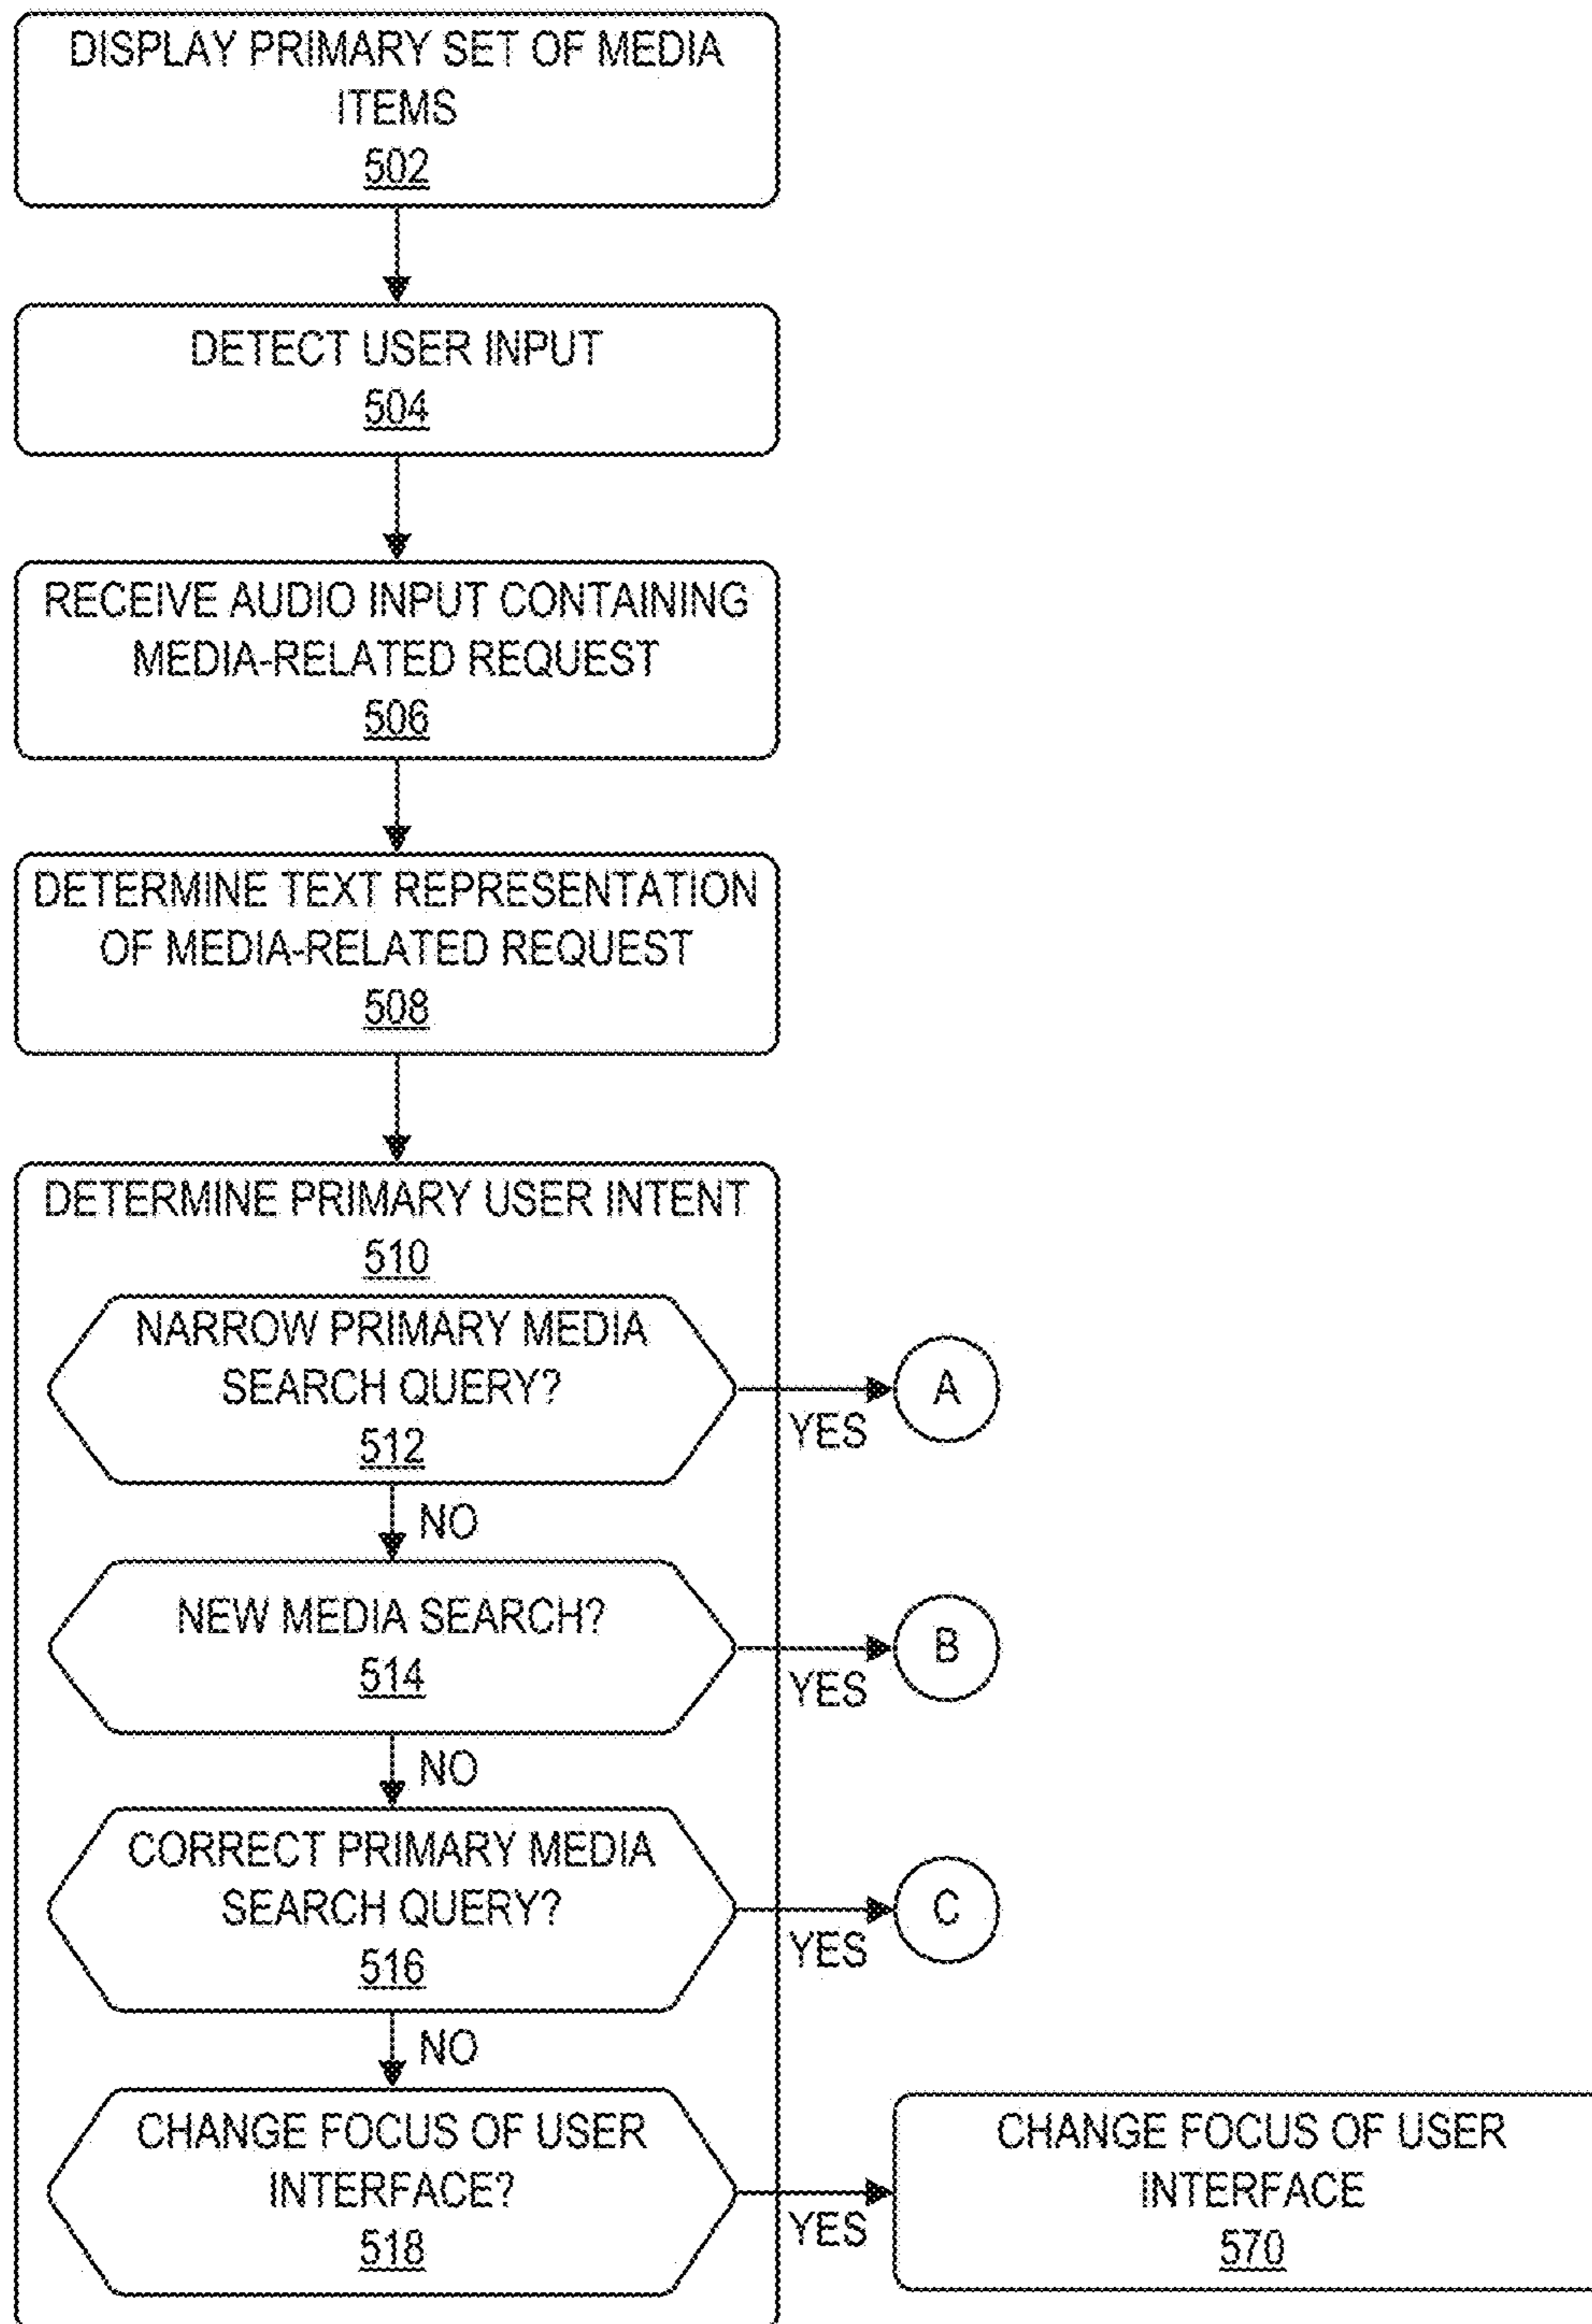 DISPLAY PRIMARY SET OF MEDIA
ITEMS
502
DETECT USER INPUT
504
RECEIVE AUDIO INPUT CONTAINING
MEDIA-RELATED REQUEST
506
DETERMINE TEXT REPRESENTATION
OF MEDIA-RELATED REQUEST
508
DETERMINE PRIMARY USER INTENT
510
NARROW PRIMARY MEDIA
SEARCH QUERY?
512
YES
A
NO
NEW MEDIA SEARCH?
514
YES
B
NO
CORRECT PRIMARY MEDIA
SEARCH QUERY?
516
YES
C
NO
CHANGE FOCUS OF USER
INTERFACE?
518
YES
CHANGE FOCUS OF USER
INTERFACE
570